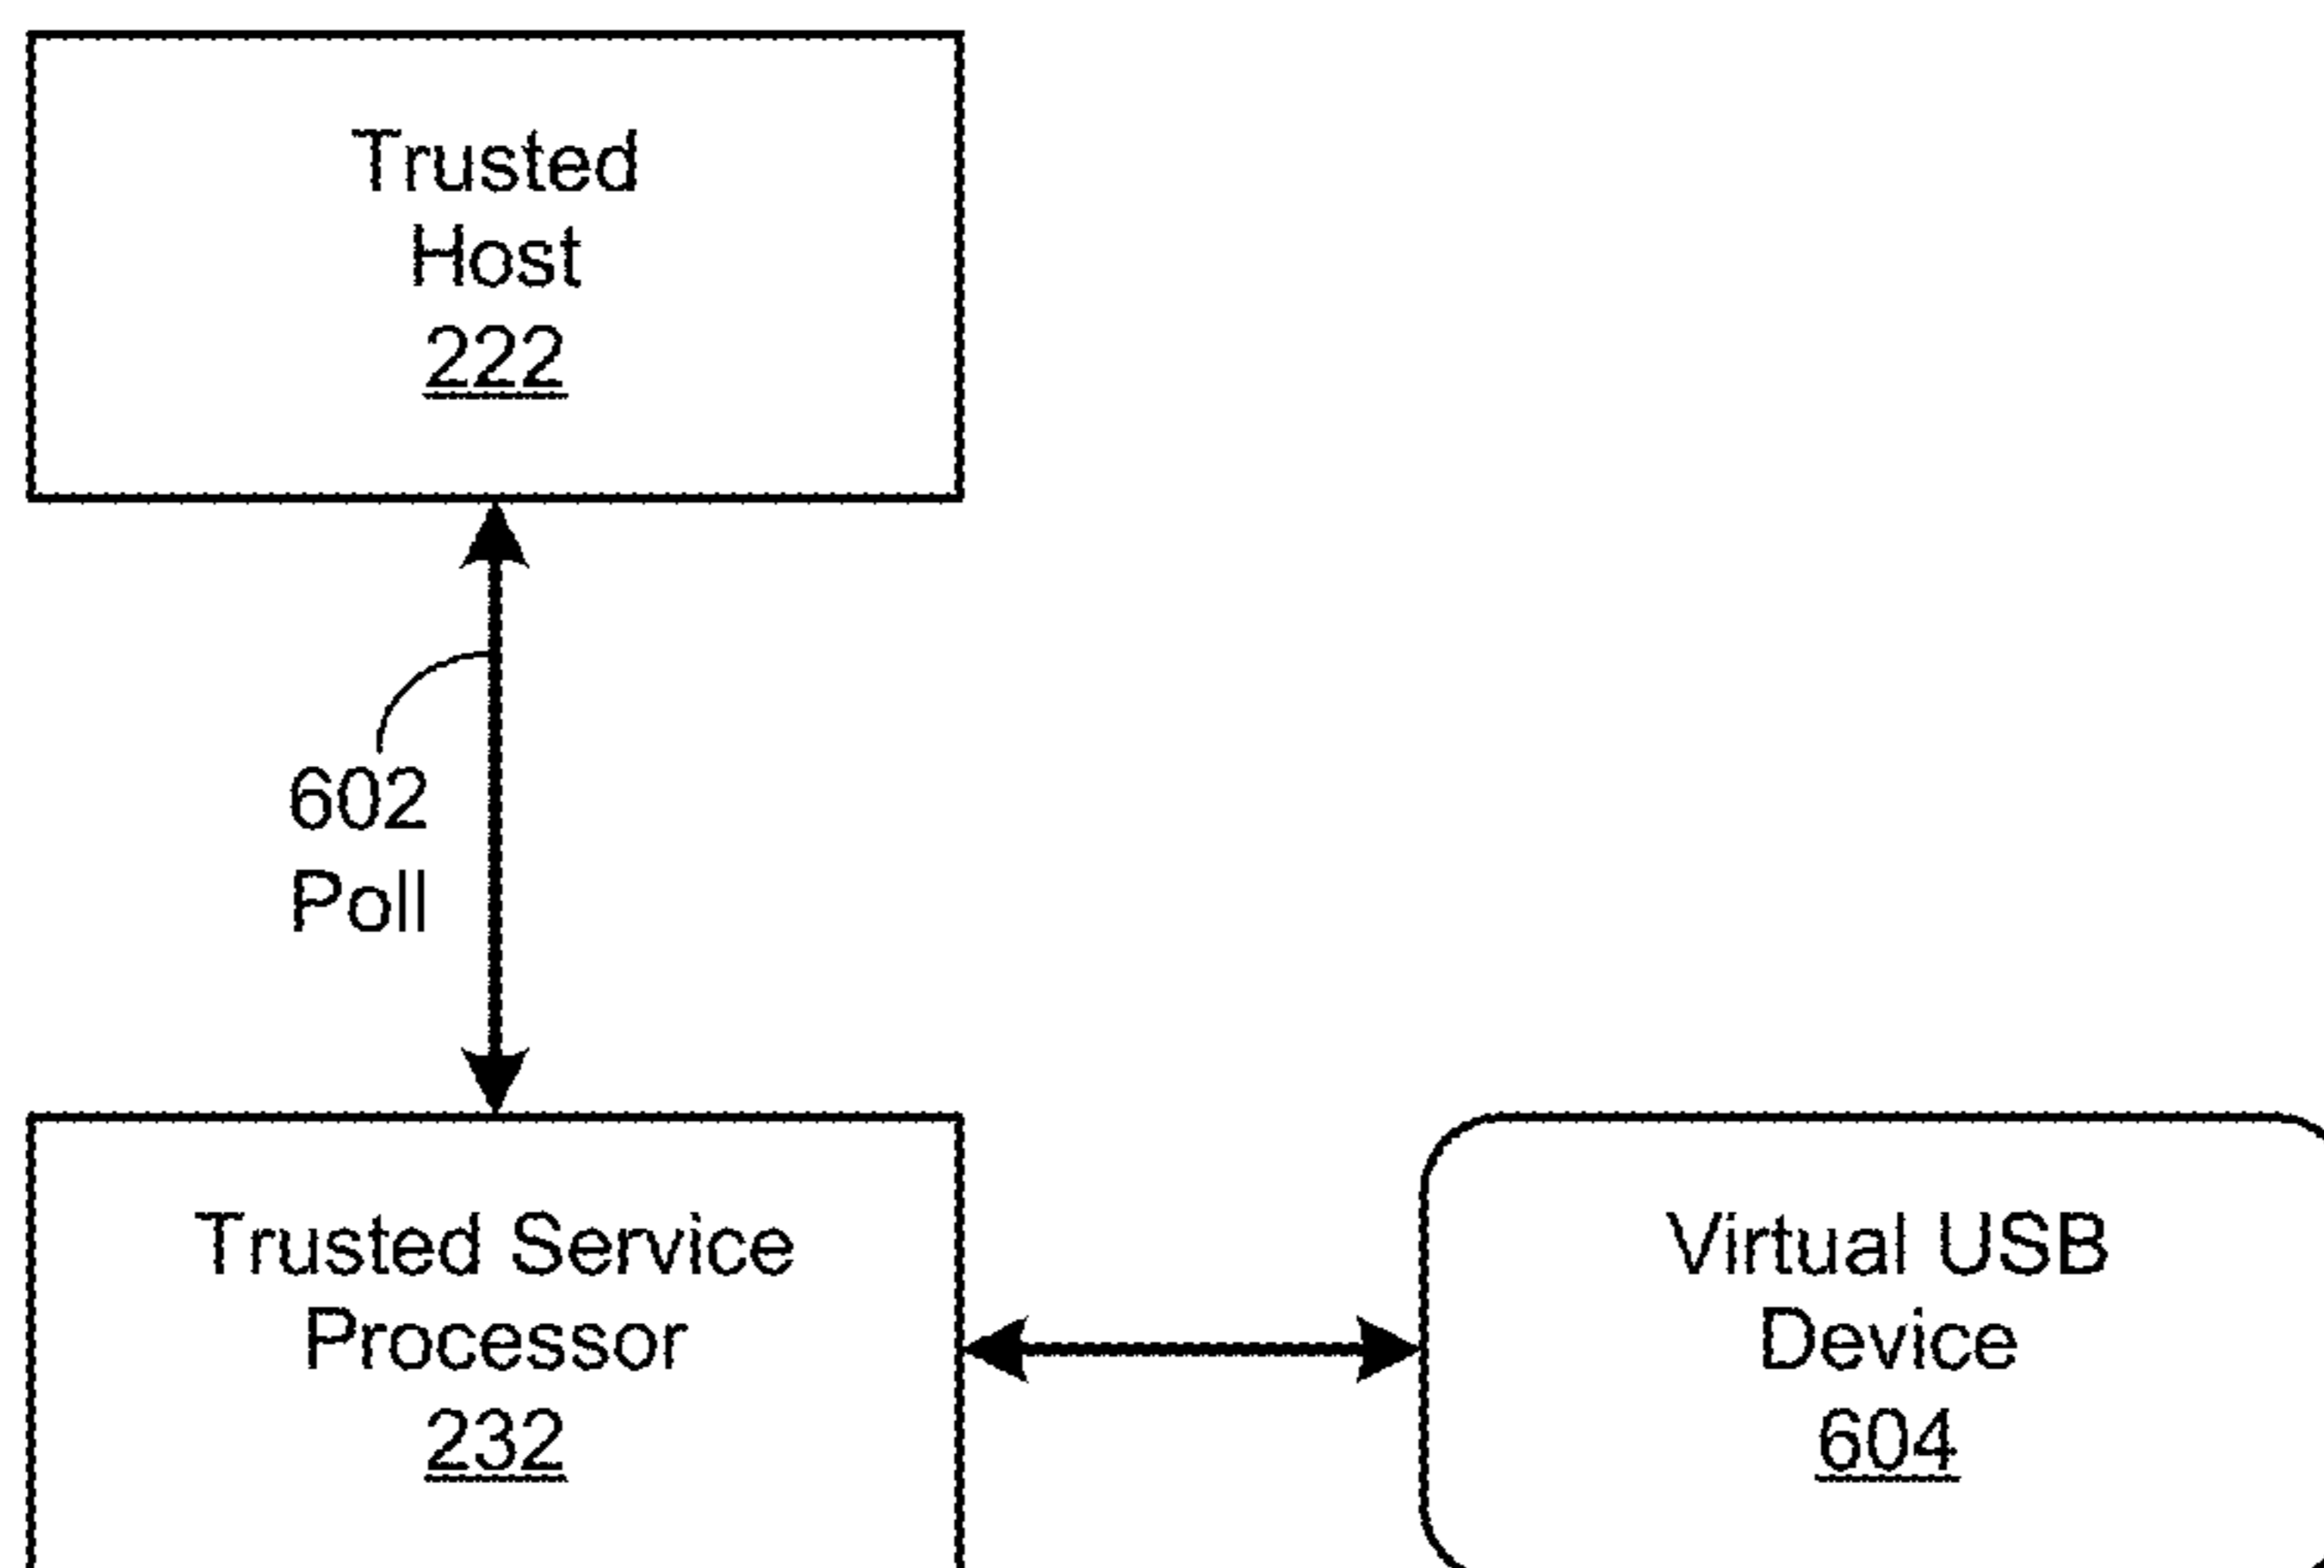 Trusted
Host
222
602
Poll
Trusted Service
Processor
232
Virtual USB
Device
604